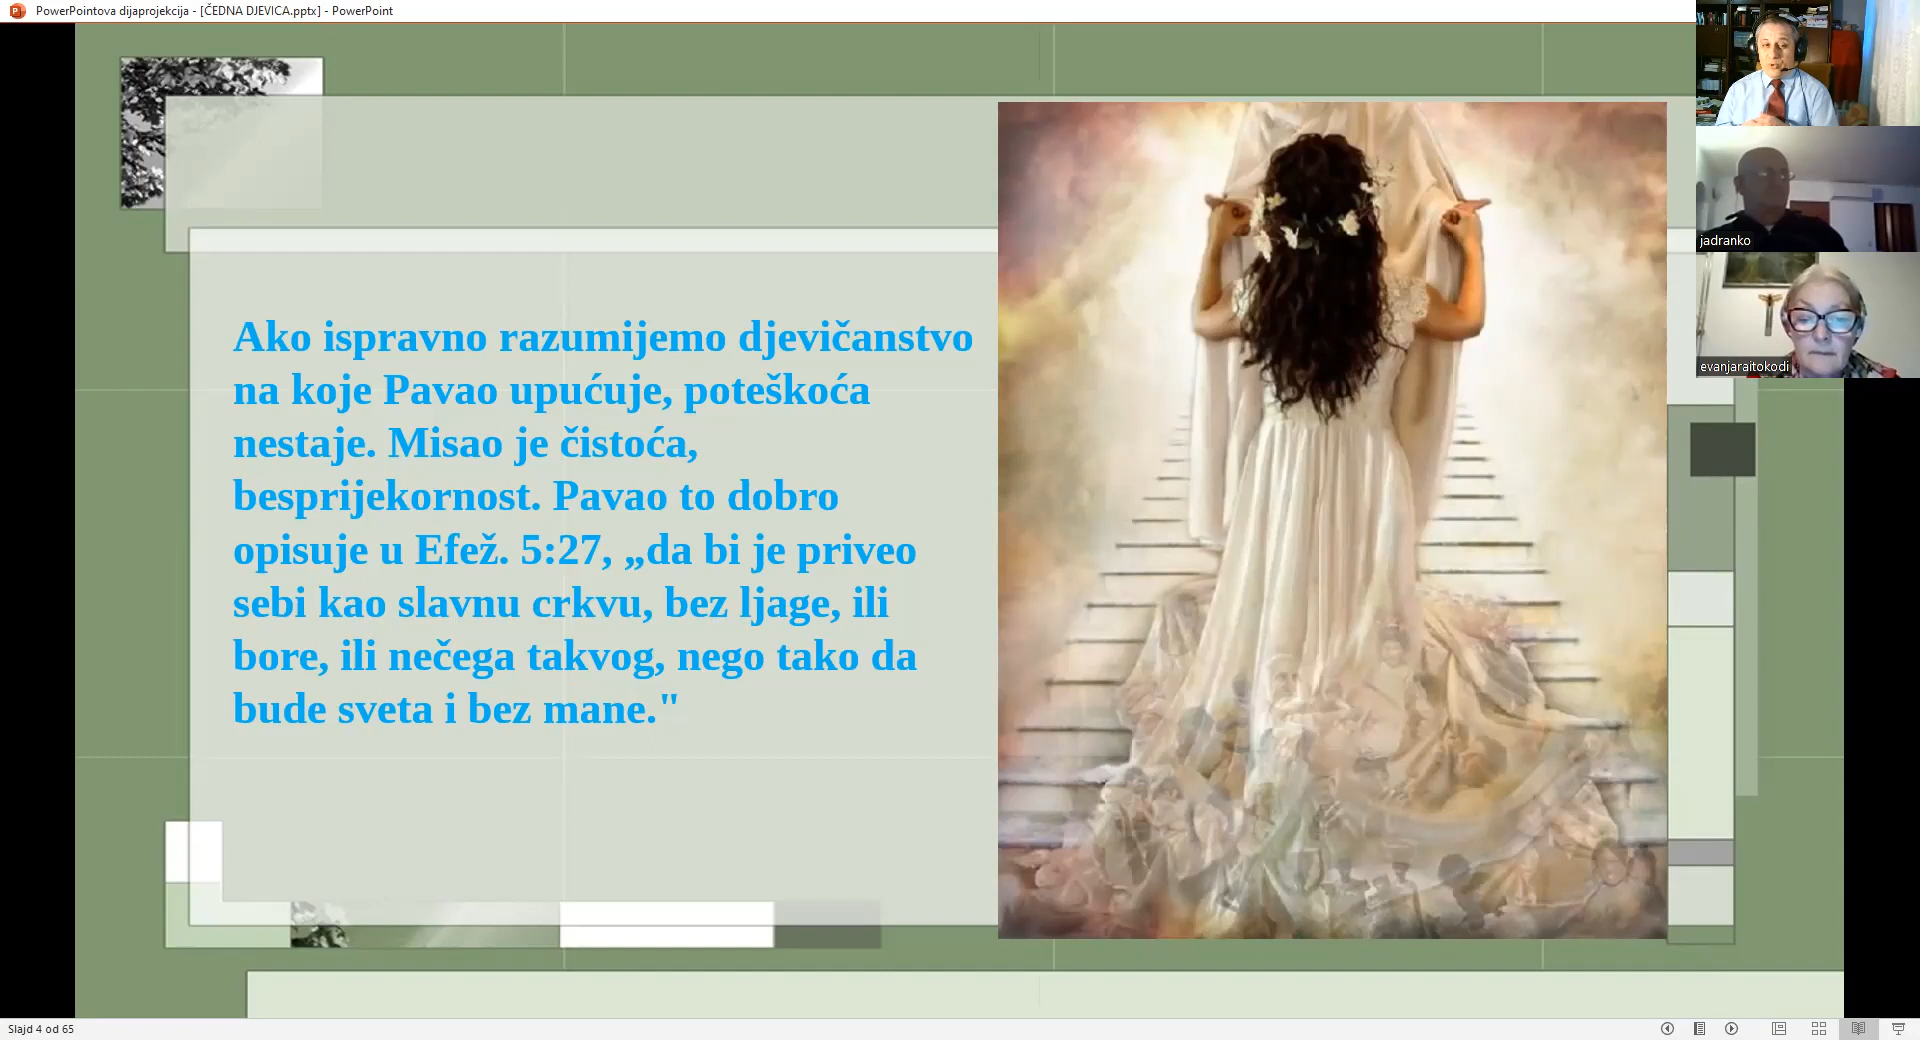 PowerPointova dijaprojekcija - [ČEDNA DJEVICA.pptx] - PowerPoint
Ako ispravno razumijemo djevičanstvo
na koje Pavao upućuje, poteškoća
nestaje. Misao je čistoća,
besprijekornost. Pavao to dobro
opisuje u Efež. 5:27, „da bi je priveo
sebi kao slavnu crkvu, bez ljage, ili
bore, ili nečega takvog, nego tako da
bude sveta i bez mane."
jadranko
evanjaraitokodi
Slajd 4 od 65